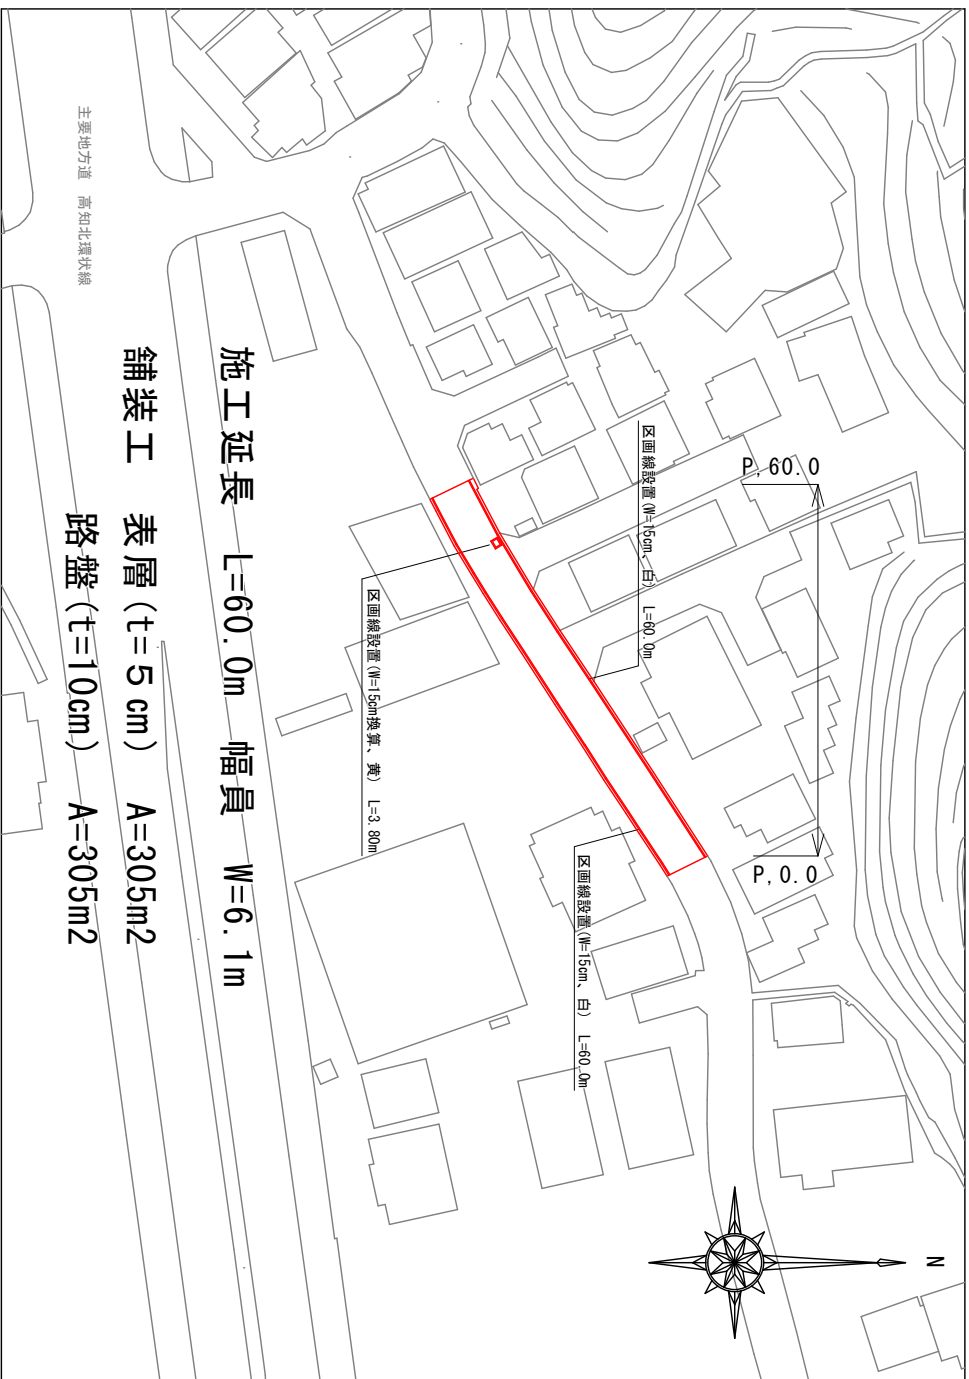 P, 60.0
P, 0.0
N
区画線設置(W=15cm、白) L=60.0m
区画線設置(W=15cm、白) L=60.0m
区画線設置(W=15cm換算、黄) L=3.80m
施工延長 L=60.0m 幅員 W=6.1m
舗装工 表層(t=5cm) A=305m2
路盤(t=10cm) A=305m2
主要地方道 高知北環状線